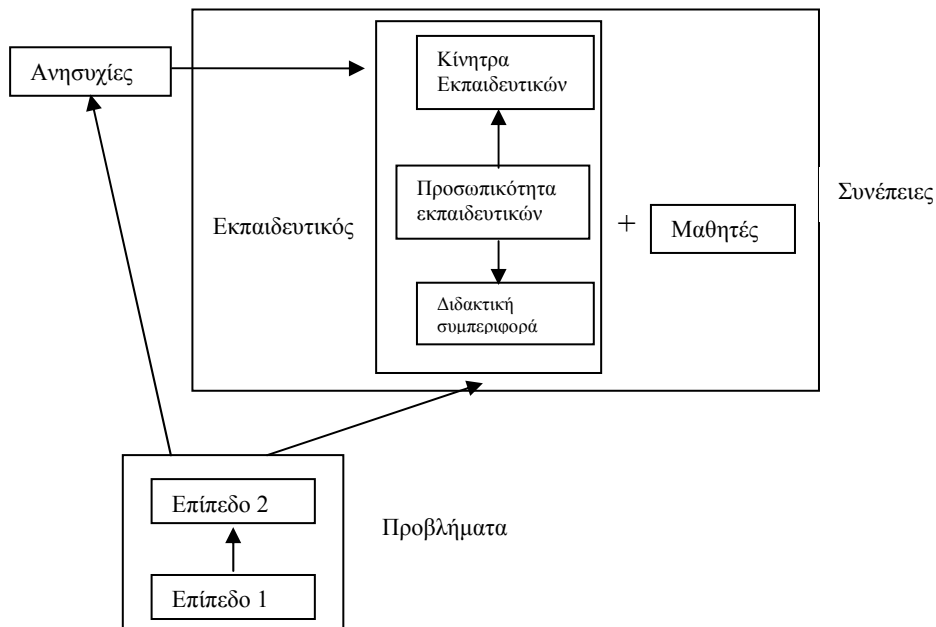 Ανησυχίες
Κίνητρα
Εκπαιδευτικών
Προσωπικότητα
εκπαιδευτικών
Εκπαιδευτικός
+
Μαθητές
Συνέπειες
Διδακτική
συμπεριφορά
Επίπεδο 2
Προβλήματα
Επίπεδο 1